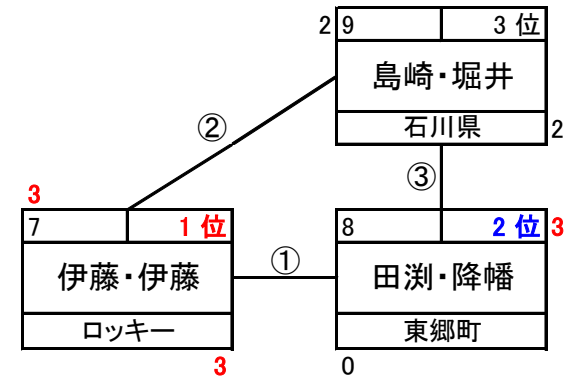 2 9 3 位
島崎・堀井
②
石川県 2
③
3
7 1 位 8 2 位 3
①
伊藤・伊藤 田渕・降幡
ロッキー 東郷町
3 0